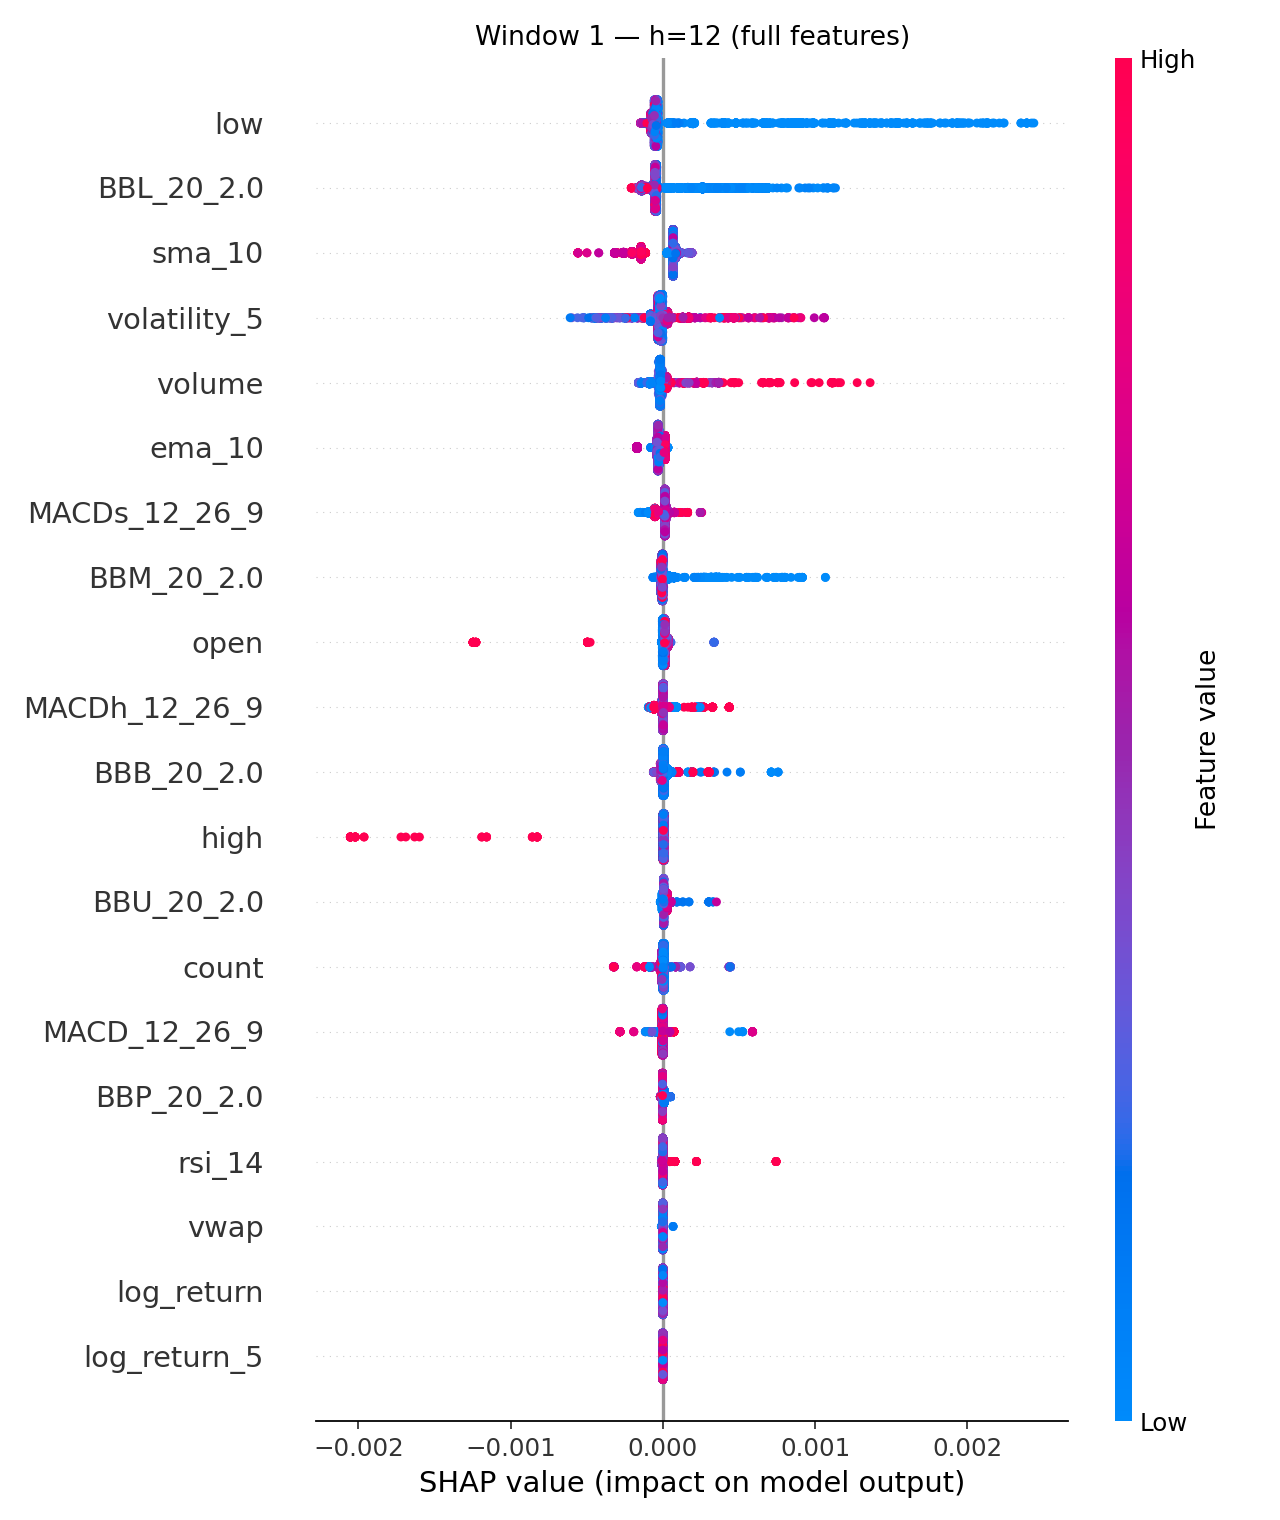 Window 1 — h=12 (full features)
High
low
BBL_20_2.0
sma_10
volatility_5
volume
ema_10
MACDs_12_26_9
BBM_20_2.0
open
MACDh_12_26_9
BBB_20_2.0
high
BBU_20_2.0
count
MACD_12_26_9
BBP_20_2.0
rsi_14
vwap
log_return
log_return_5
Feature value
Low
−0.002 −0.001 0.000 0.001 0.002
SHAP value (impact on model output)